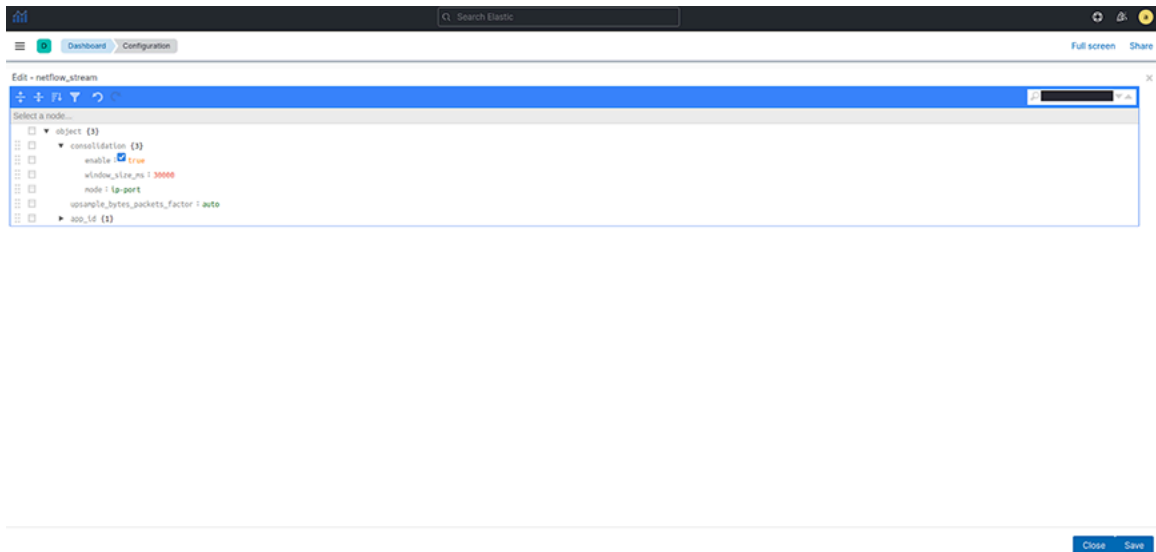 Search Elastic
a
D Dashboard Configuration Full screen Share
Edit - netflow_stream
Select a node...
object {3}
consolidation {3}
enable : true
window_size_ms : 30000
mode : ip-port
upsample_bytes_packets_factor : auto
app_id {1}
Close Save